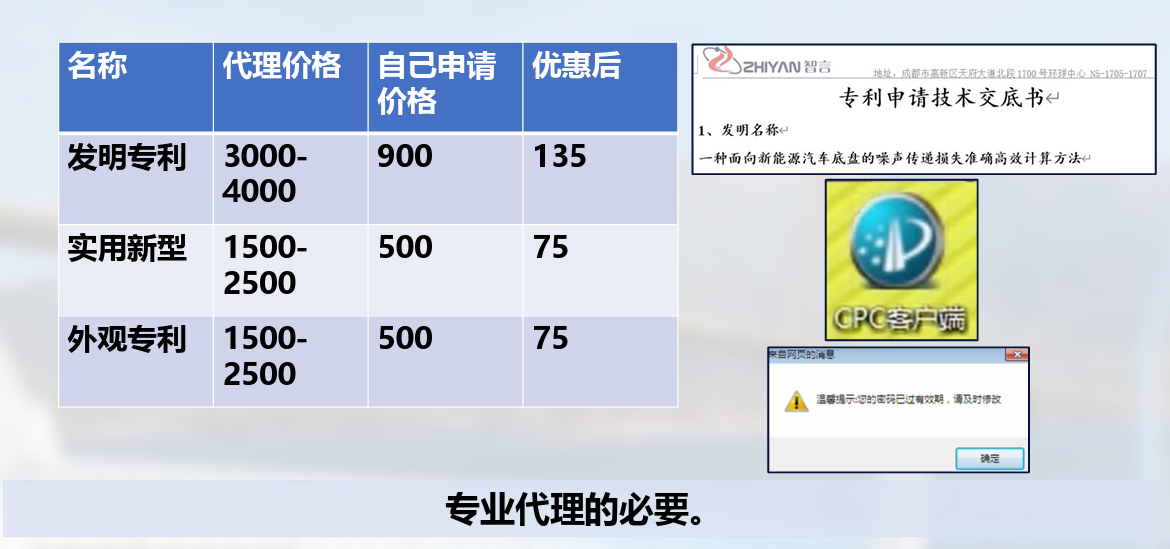 名称 代理价格 自己申请价格 优惠后
发明专利 3000-4000 900 135
实用新型 1500-2500 500 75
外观专利 1500-2500 500 75
ZHIYAN 智言
地址：成都市高新区天府大道北段 1700 号环球中心 N5-1705-1707
专利申请技术交底书↵
1、发明名称↵
一种面向新能源汽车底盘的噪声传递损失准确高效计算方法↵
CPC客户端
来自网页的消息
温馨提示:您的密码已过有效期，请及时修改
确定
专业代理的必要。